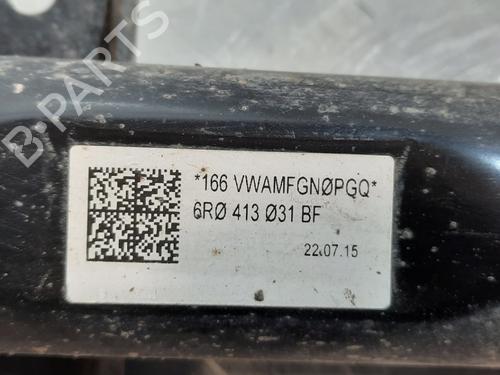 B-PARTS
*166 VWAMFGNØPGQ*
6RØ 413 Ø31 BF
22.07.15